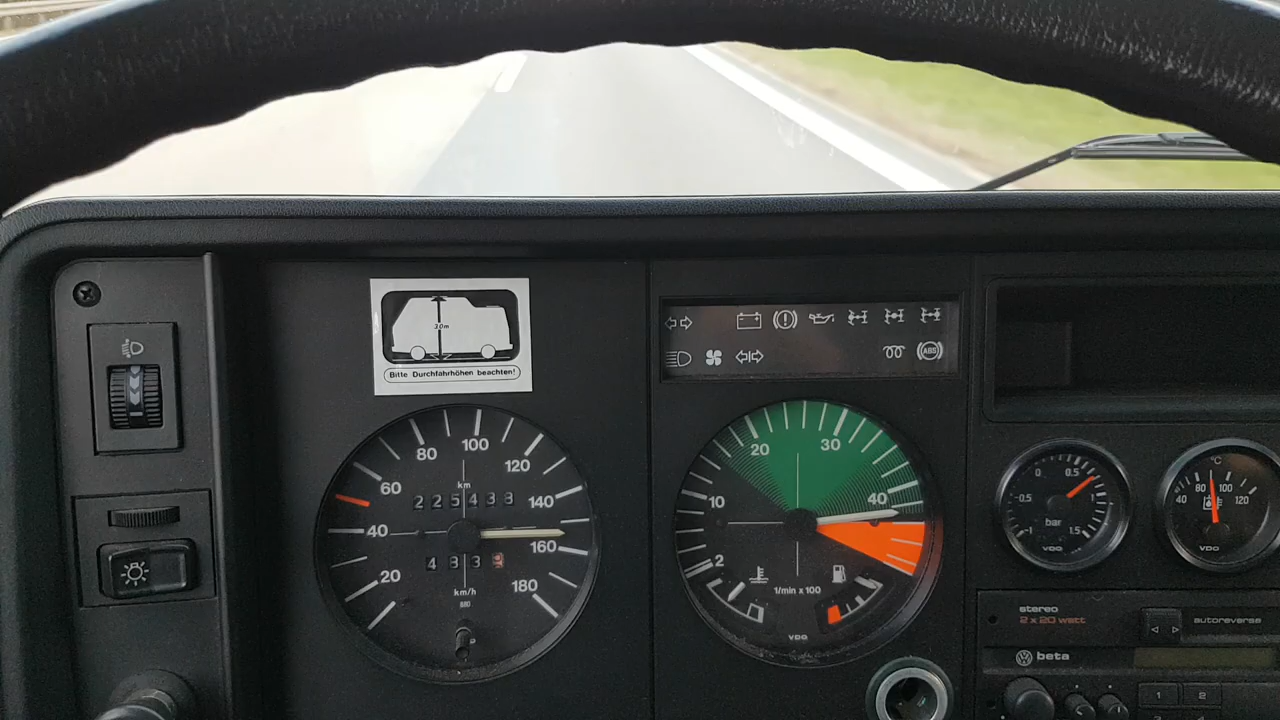 3.0m
Bitte Durchfahrhöhen beachten!
ABS
20
40
60
80
100
120
140
160
180
km
225433
433
km/h
2
10
20
30
40
1/min x 100
VDO
-1
-0.5
0
0.5
1.5
bar
VDO
°C
40
80
100
120
VDO
stereo
2 x 20 watt
autoreverse
beta
1
2